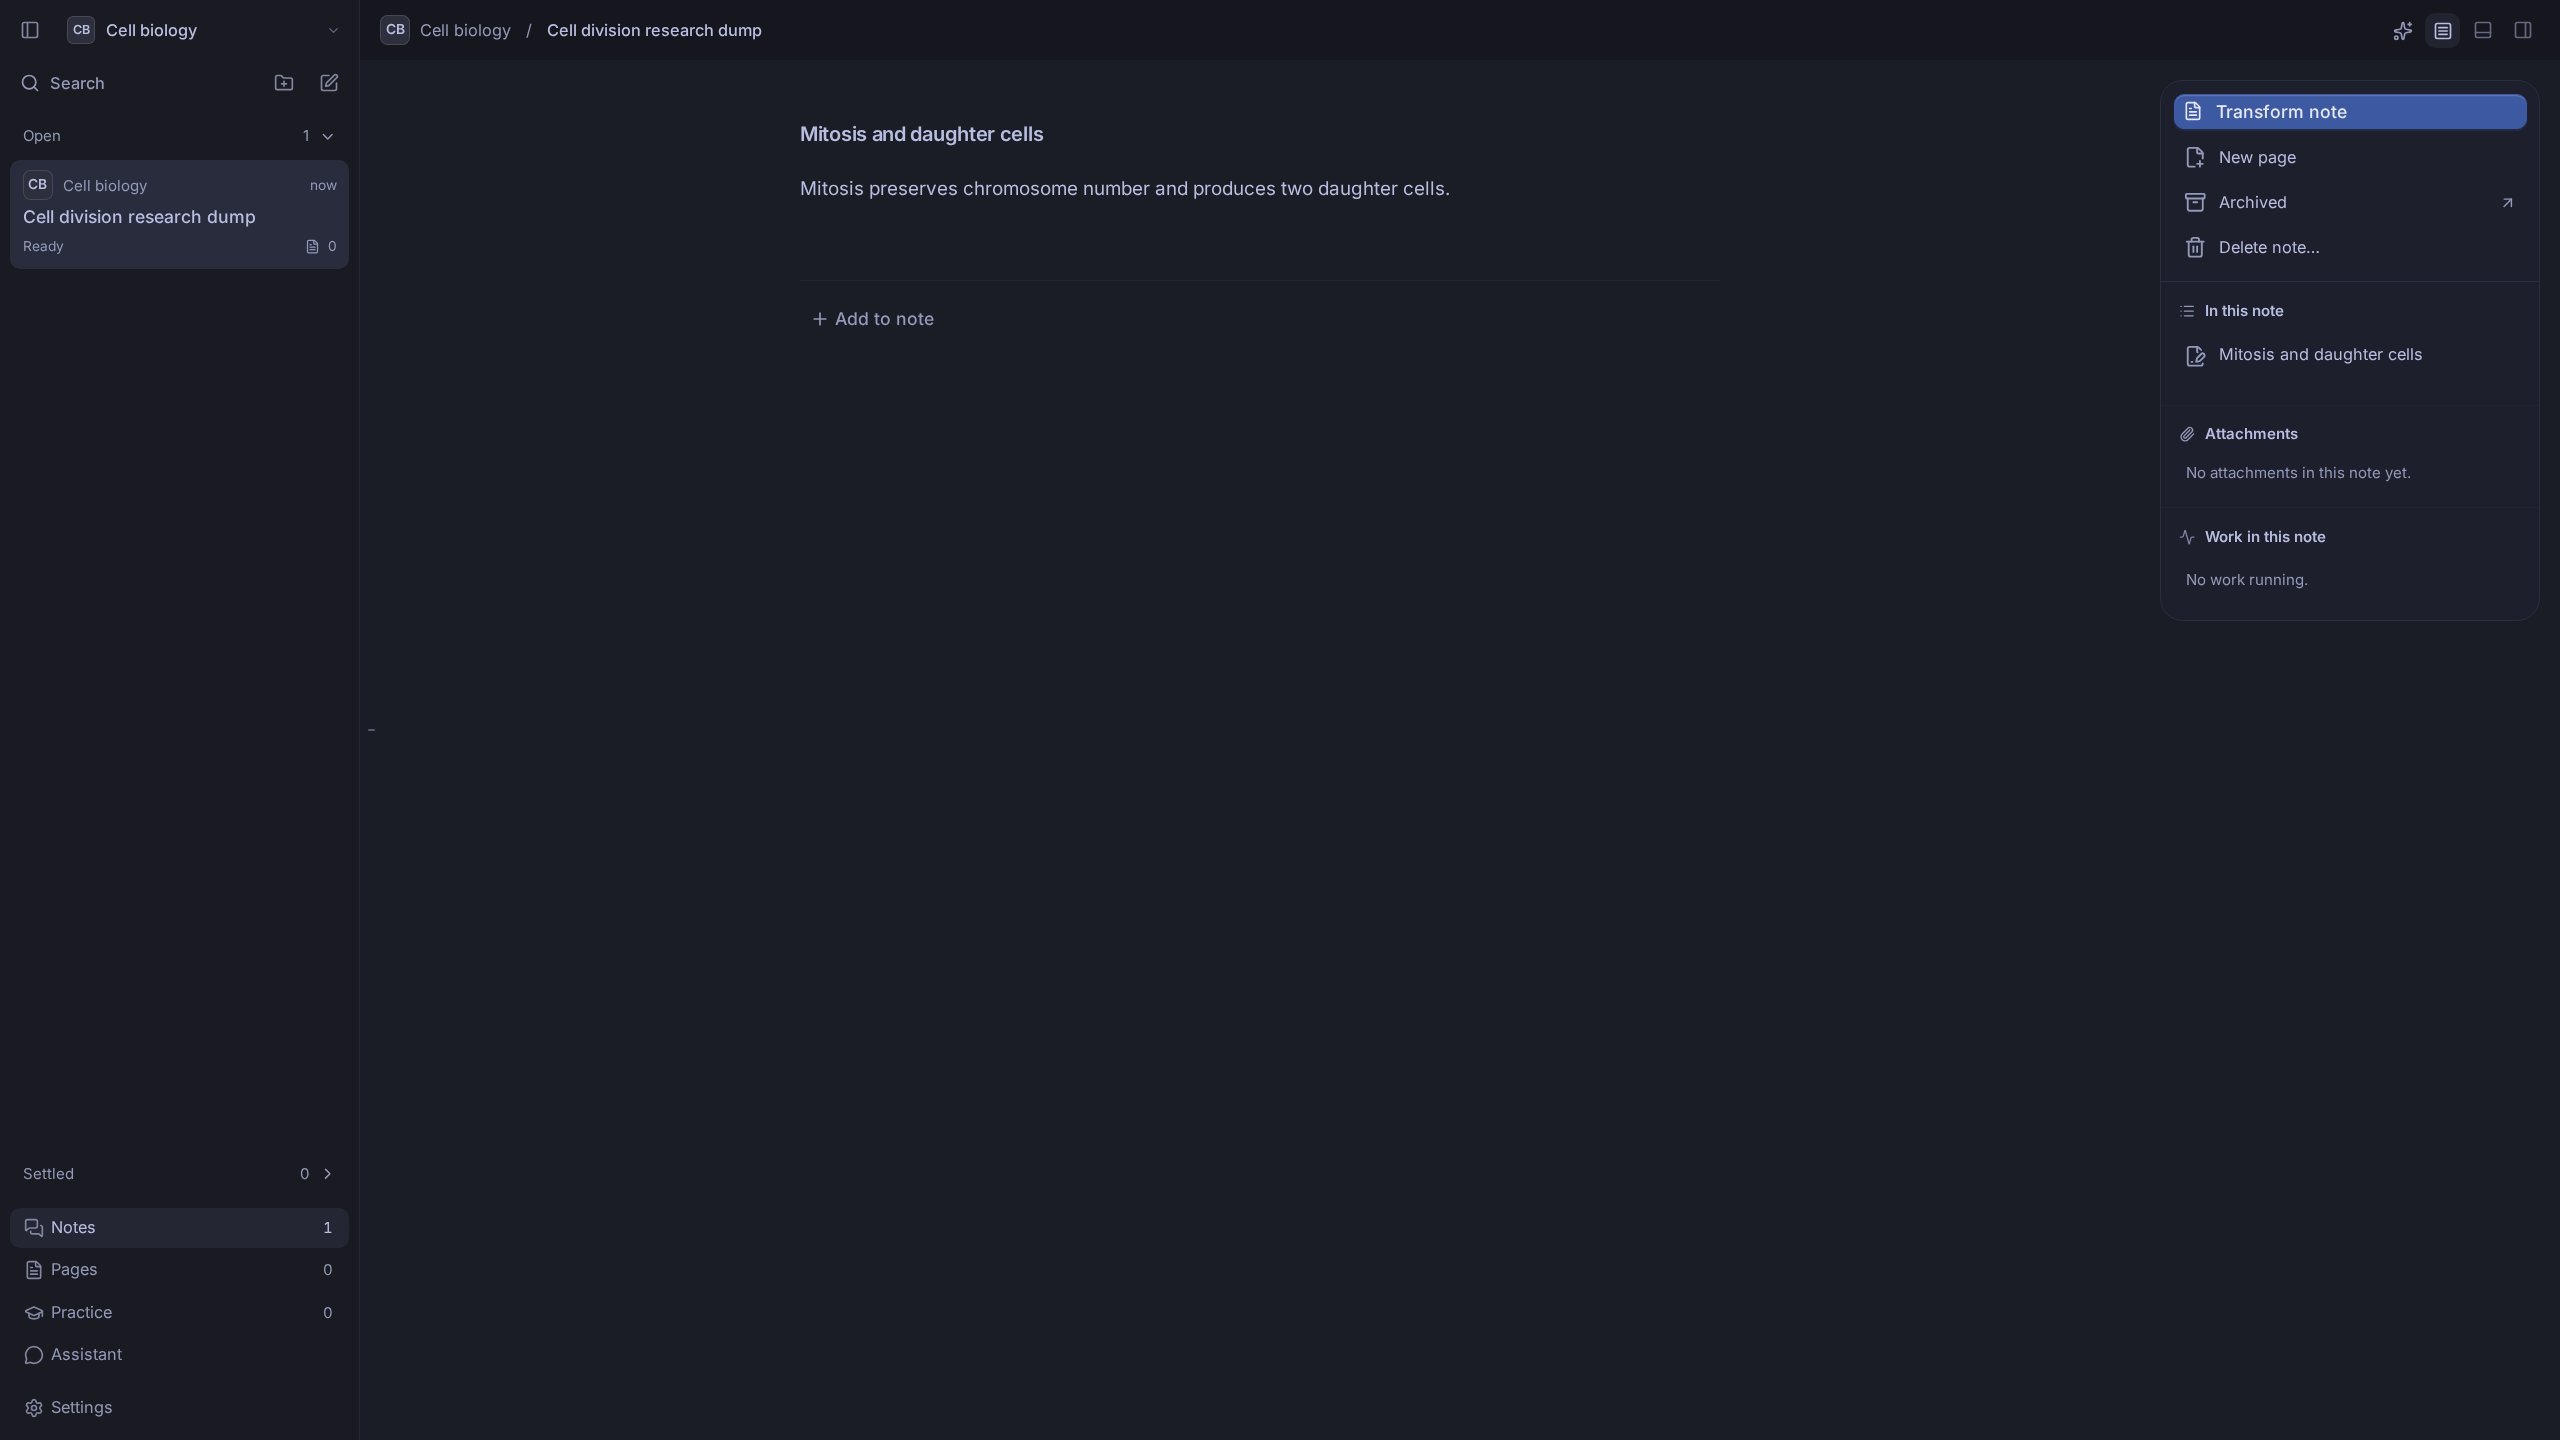 CB Cell biology
Search
Open 1
CB Cell biology now
Cell division research dump
Ready 0
Settled 0
Notes 1
Pages 0
Practice 0
Assistant
Settings
CB Cell biology / Cell division research dump
Mitosis and daughter cells
Mitosis preserves chromosome number and produces two daughter cells.
Add to note
Transform note
New page
Archived
Delete note...
In this note
Mitosis and daughter cells
Attachments
No attachments in this note yet.
Work in this note
No work running.